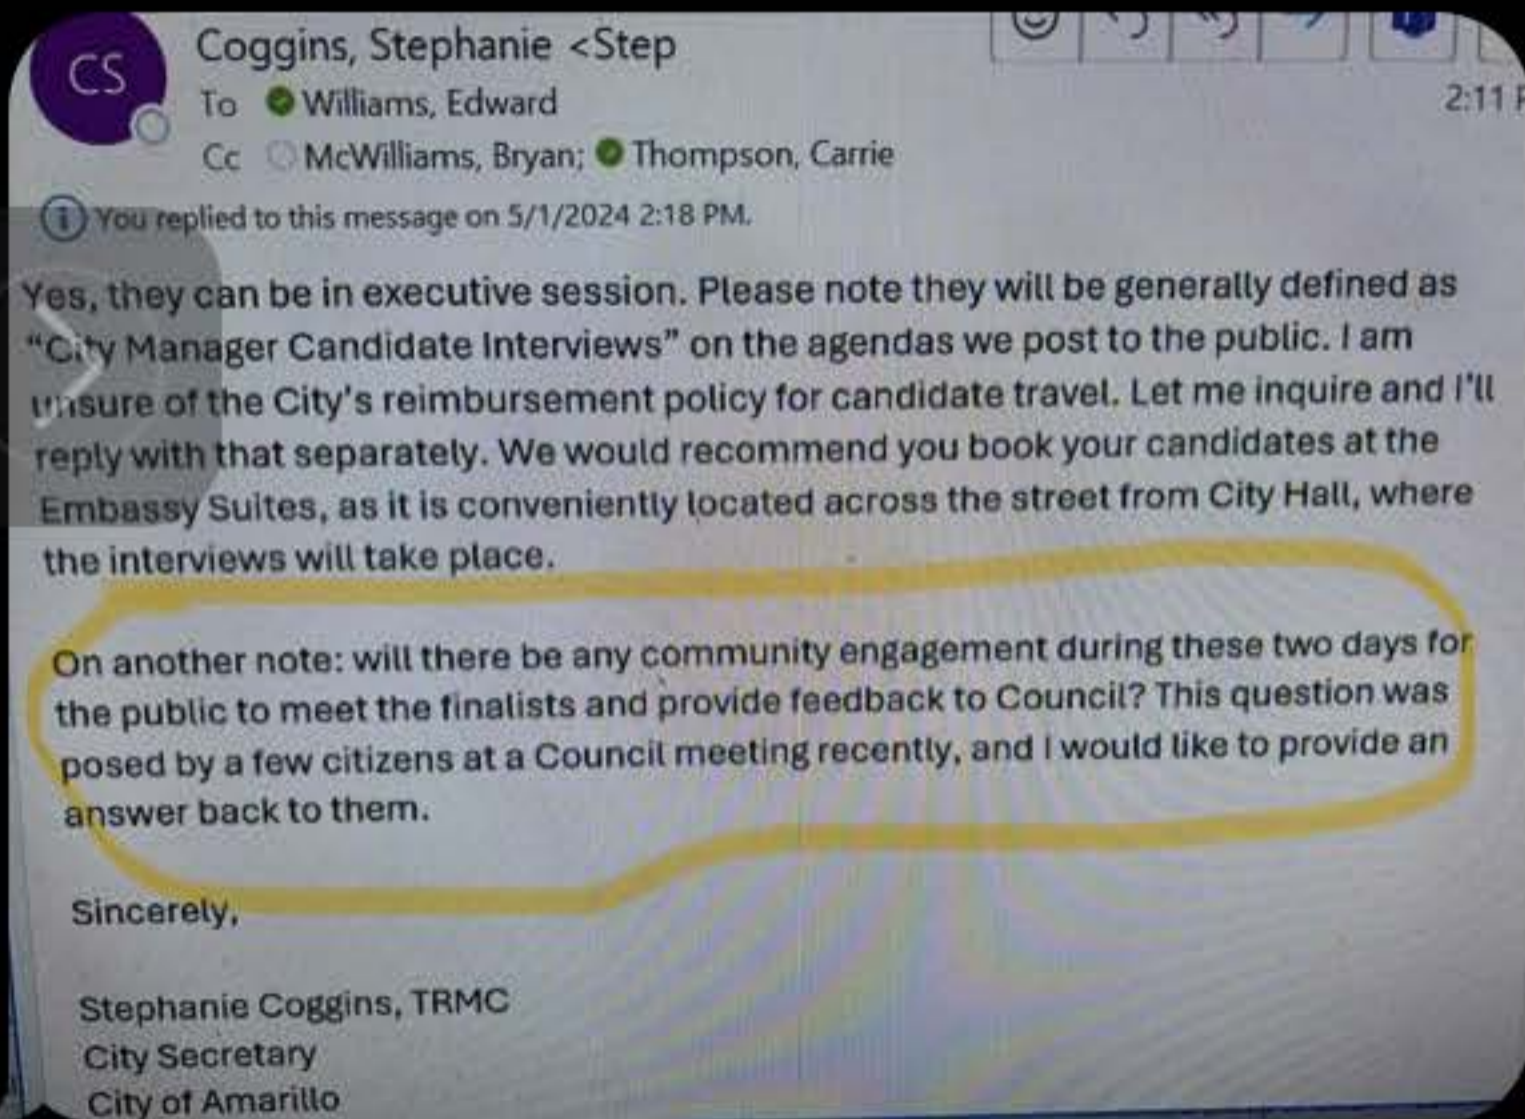 CS
Coggins, Stephanie <Step
To Williams, Edward
2:11
Cc McWilliams, Bryan; Thompson, Carrie
i You replied to this message on 5/1/2024 2:18 PM.
Yes, they can be in executive session. Please note they will be generally defined as
“City Manager Candidate Interviews” on the agendas we post to the public. I am
unsure of the City's reimbursement policy for candidate travel. Let me inquire and I'll
reply with that separately. We would recommend you book your candidates at the
Embassy Suites, as it is conveniently located across the street from City Hall, where
the interviews will take place.
On another note: will there be any community engagement during these two days for
the public to meet the finalists and provide feedback to Council? This question was
posed by a few citizens at a Council meeting recently, and I would like to provide an
answer back to them.
Sincerely,
Stephanie Coggins, TRMC
City Secretary
City of Amarillo